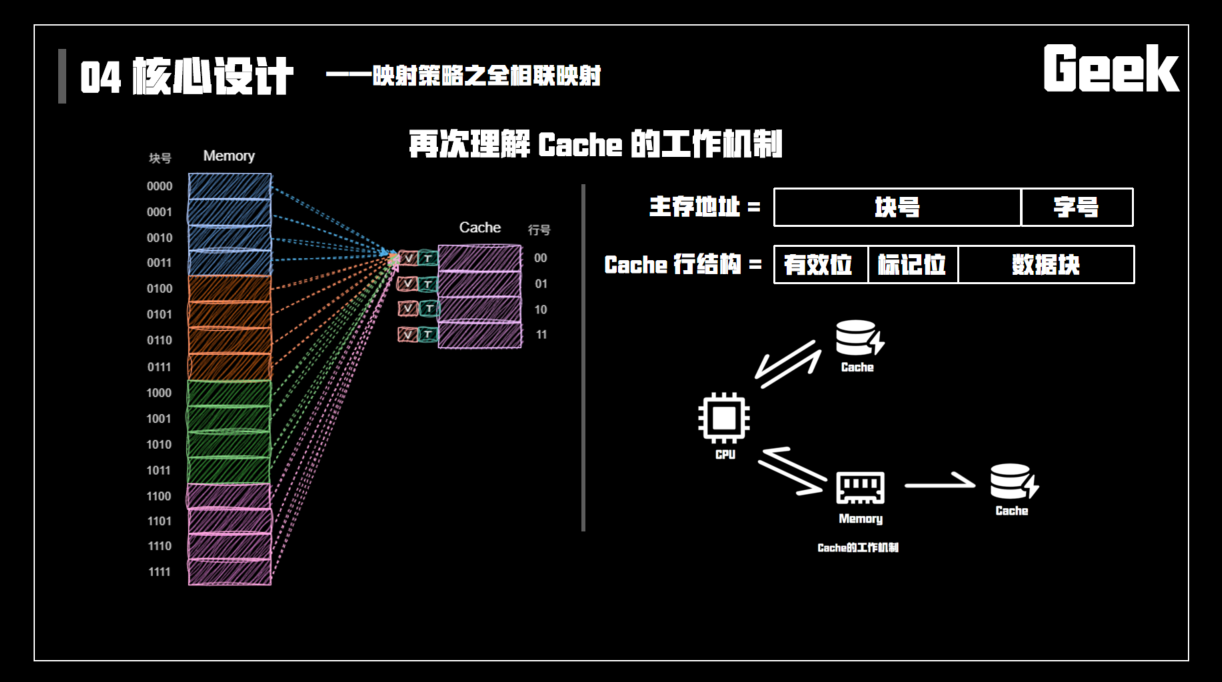 04 核心设计 ——映射策略之全相联映射
Geek
再次理解 Cache 的工作机制
块号 Memory
0000
0001
0010
0011
0100
0101
0110
0111
1000
1001
1010
1011
1100
1101
1110
1111
Cache 行号
V T 00
V T 01
V T 10
V T 11
主存地址 = 块号 字号
Cache 行结构 = 有效位 标记位 数据块
Cache
CPU
Memory
Cache
Cache的工作机制